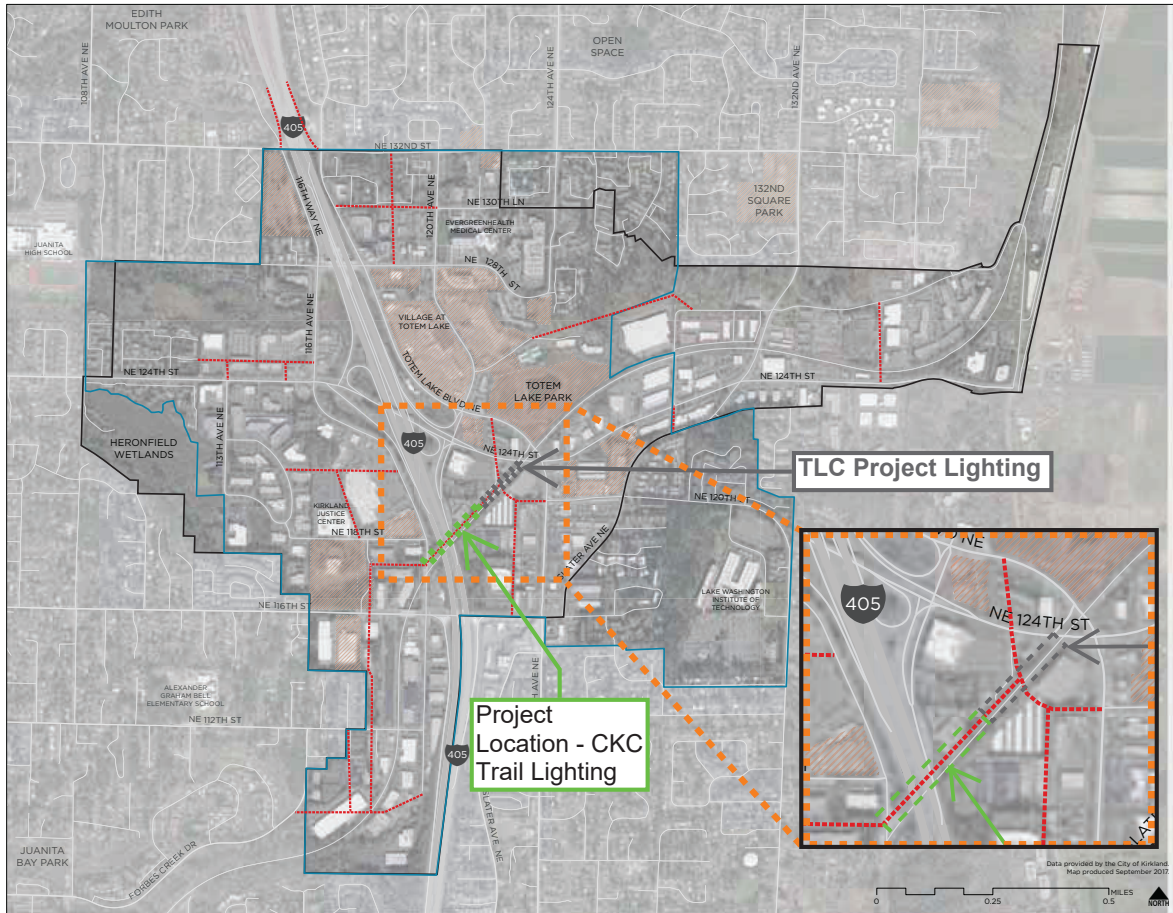 EDITH
MOULTON PARK
OPEN
SPACE
108TH AVE NE
124TH AVE NE
132ND AVE NE
405
NE 132ND ST
116TH WAY NE
120TH AVE NE
NE 130TH LN
EVERGREENHEALTH
MEDICAL CENTER
132ND
SQUARE
PARK
JUANITA
HIGH SCHOOL
NE 128TH ST
116TH AVE NE
VILLAGE AT
TOTEM LAKE
TOTEM LAKE BLVD NE
NE 124TH ST
TOTEM
LAKE PARK
NE 124TH ST
405
NE 124TH ST
HERONFIELD
WETLANDS
113TH AVE NE
TLC Project Lighting
KIRKLAND
JUSTICE
CENTER
NE 118TH ST
NE 120TH ST
SLATER AVE NE
LAKE WASHINGTON
INSTITUTE OF
TECHNOLOGY
NE 116TH ST
ALEXANDER
GRAHAM BELL
ELEMENTARY SCHOOL
NE 112TH ST
AVE NE
Project
Location - CKC
Trail Lighting
405
SLATER AVE NE
JUANITA
BAY PARK
FORBES CREEK DR
NE
405
NE 124TH ST
SLAT
Data provided by the City of Kirkland.
Map produced September 2017.
0 0.25 0.5 MILES
NORTH